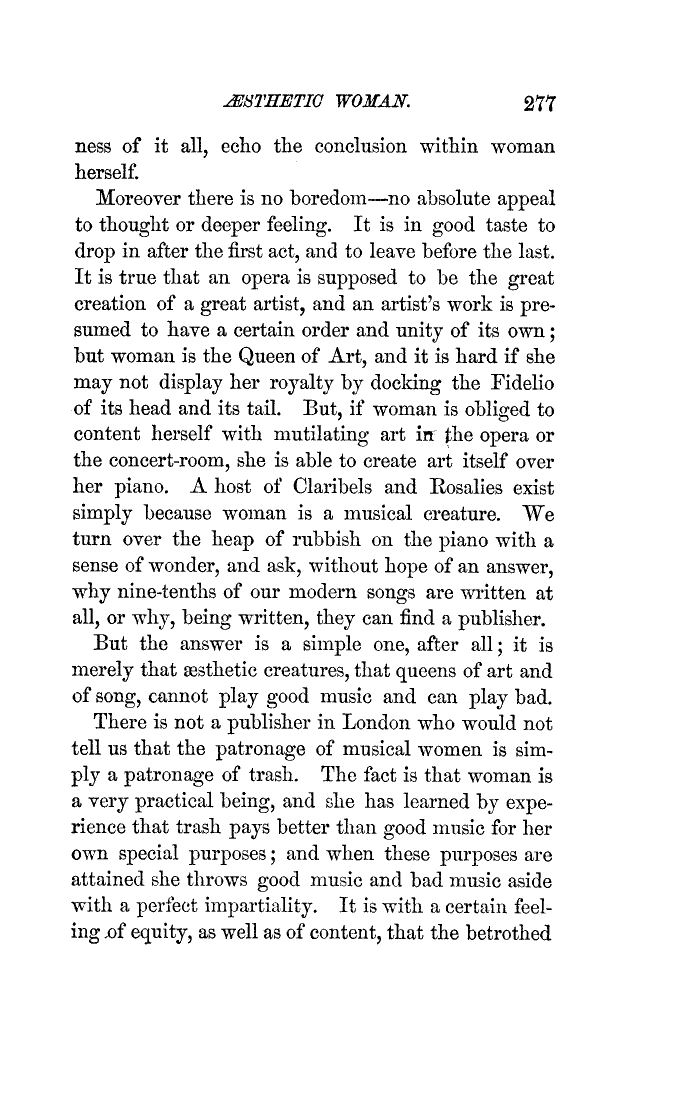 ÆSTHETIC WOMAN. 277
ness of it all, echo the conclusion within woman
herself.
Moreover there is no boredom—no absolute appeal
to thought or deeper feeling. It is in good taste to
drop in after the first act, and to leave before the last.
It is true that an opera is supposed to be the great
creation of a great artist, and an artist's work is pre-
sumed to have a certain order and unity of its own;
but woman is the Queen of Art, and it is hard if she
may not display her royalty by docking the Fidelio
of its head and its tail. But, if woman is obliged to
content herself with mutilating art in the opera or
the concert-room, she is able to create art itself over
her piano. A host of Claribels and Rosalies exist
simply because woman is a musical creature. We
turn over the heap of rubbish on the piano with a
sense of wonder, and ask, without hope of an answer,
why nine-tenths of our modern songs are written at
all, or why, being written, they can find a publisher.
But the answer is a simple one, after all; it is
merely that æsthetic creatures, that queens of art and
of song, cannot play good music and can play bad.
There is not a publisher in London who would not
tell us that the patronage of musical women is sim-
ply a patronage of trash. The fact is that woman is
a very practical being, and she has learned by expe-
rience that trash pays better than good music for her
own special purposes; and when these purposes are
attained she throws good music and bad music aside
with a perfect impartiality. It is with a certain feel-
ing of equity, as well as of content, that the betrothed